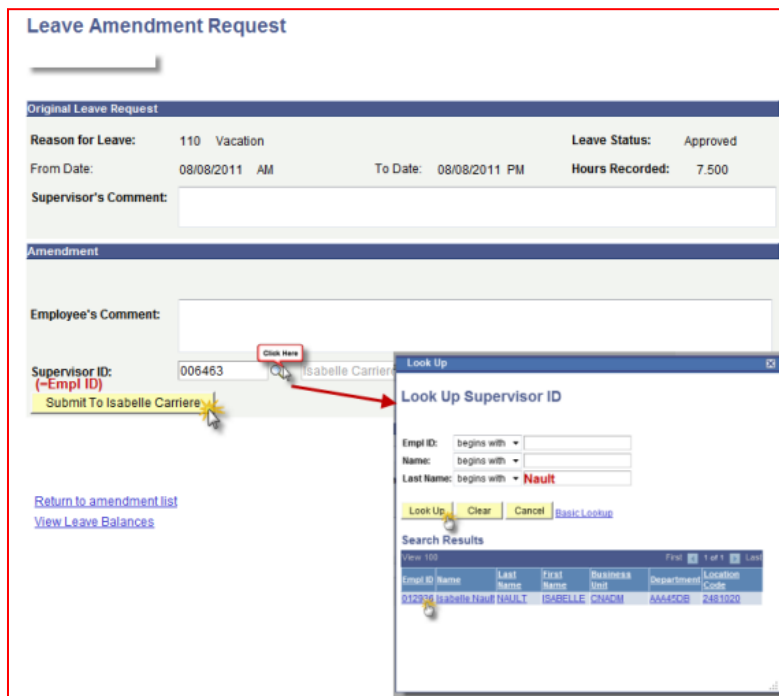 Leave Amendment Request
Original Leave Request
Reason for Leave: 110 Vacation Leave Status: Approved
From Date: 08/08/2011 AM To Date: 08/08/2011 PM Hours Recorded: 7.500
Supervisor's Comment:
Amendment
Employee's Comment:
Click Here
Supervisor ID: 006463 Isabelle Carriere
(=Empl ID)
Submit To Isabelle Carriere
Return to amendment list
View Leave Balances
Look Up
Look Up Supervisor ID
Empl ID: begins with
Name: begins with
Last Name: begins with Nault
Look Up Clear Cancel Basic Lookup
Search Results
View 100 First 1 of 1 Last
Empl ID Name Last Name First Name Business Unit Department Location Code
012936 Isabelle Nault NAULT ISABELLE CNADM AAA45DB 2481020